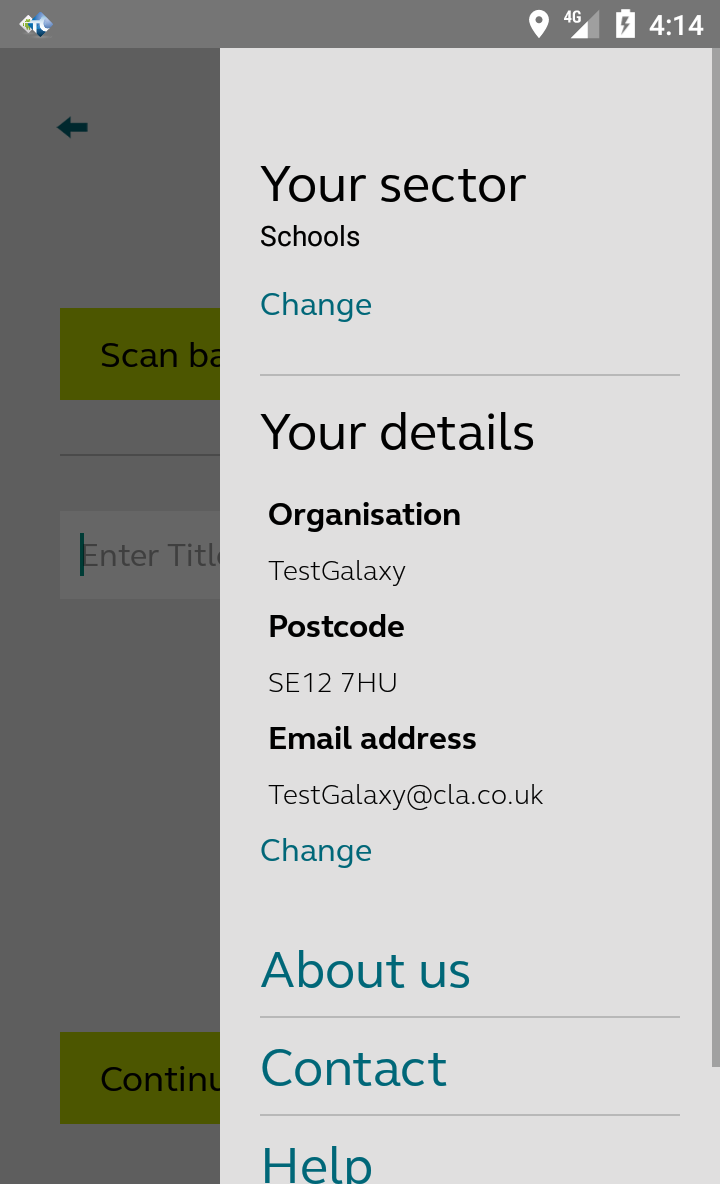 4G 4:14
Your sector
Schools
Change
Scan ba
Your details
Organisation
Enter Title
TestGalaxy
Postcode
SE12 7HU
Email address
TestGalaxy@cla.co.uk
Change
About us
Contact
Continu
Help